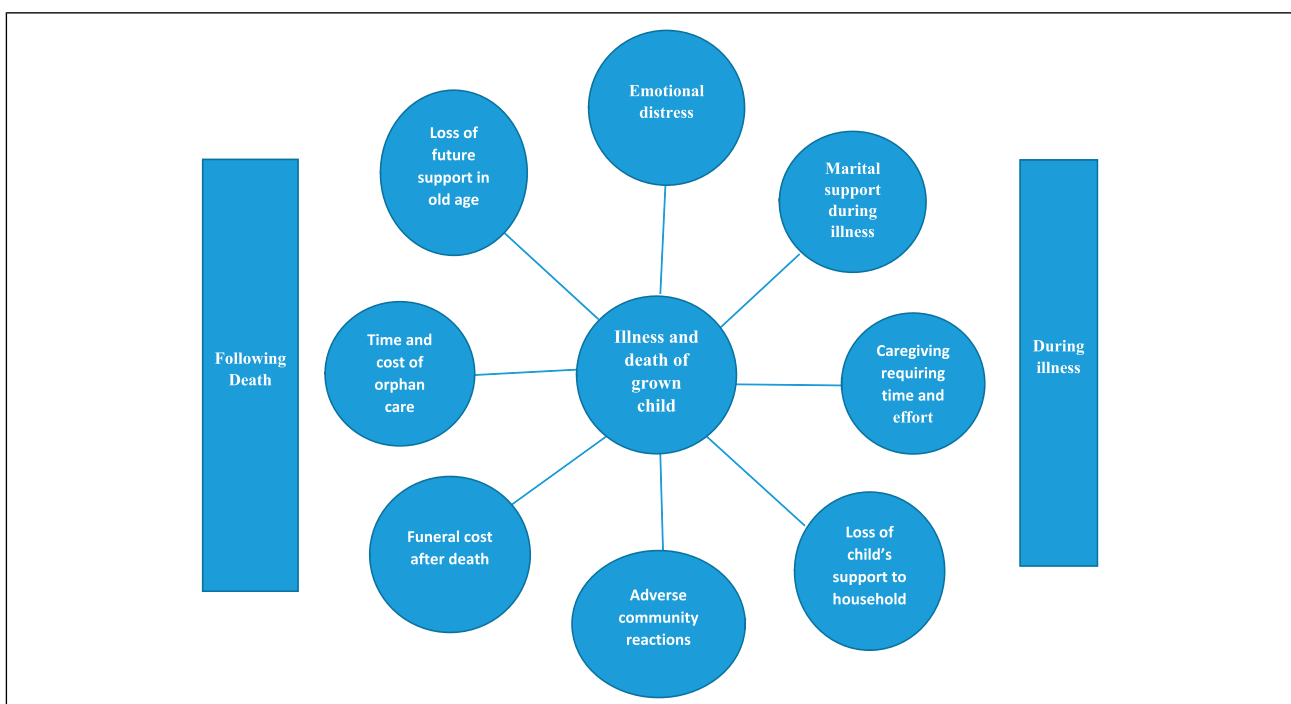 Emotional
distress
Loss of
future
support in
old age
Marital
support
during
illness
Following
Death
Time and
cost of
orphan
care
Illness and
death of
grown
child
Caregiving
requiring
time and
effort
During
illness
Funeral cost
after death
Adverse
community
reactions
Loss of
child’s
support to
household